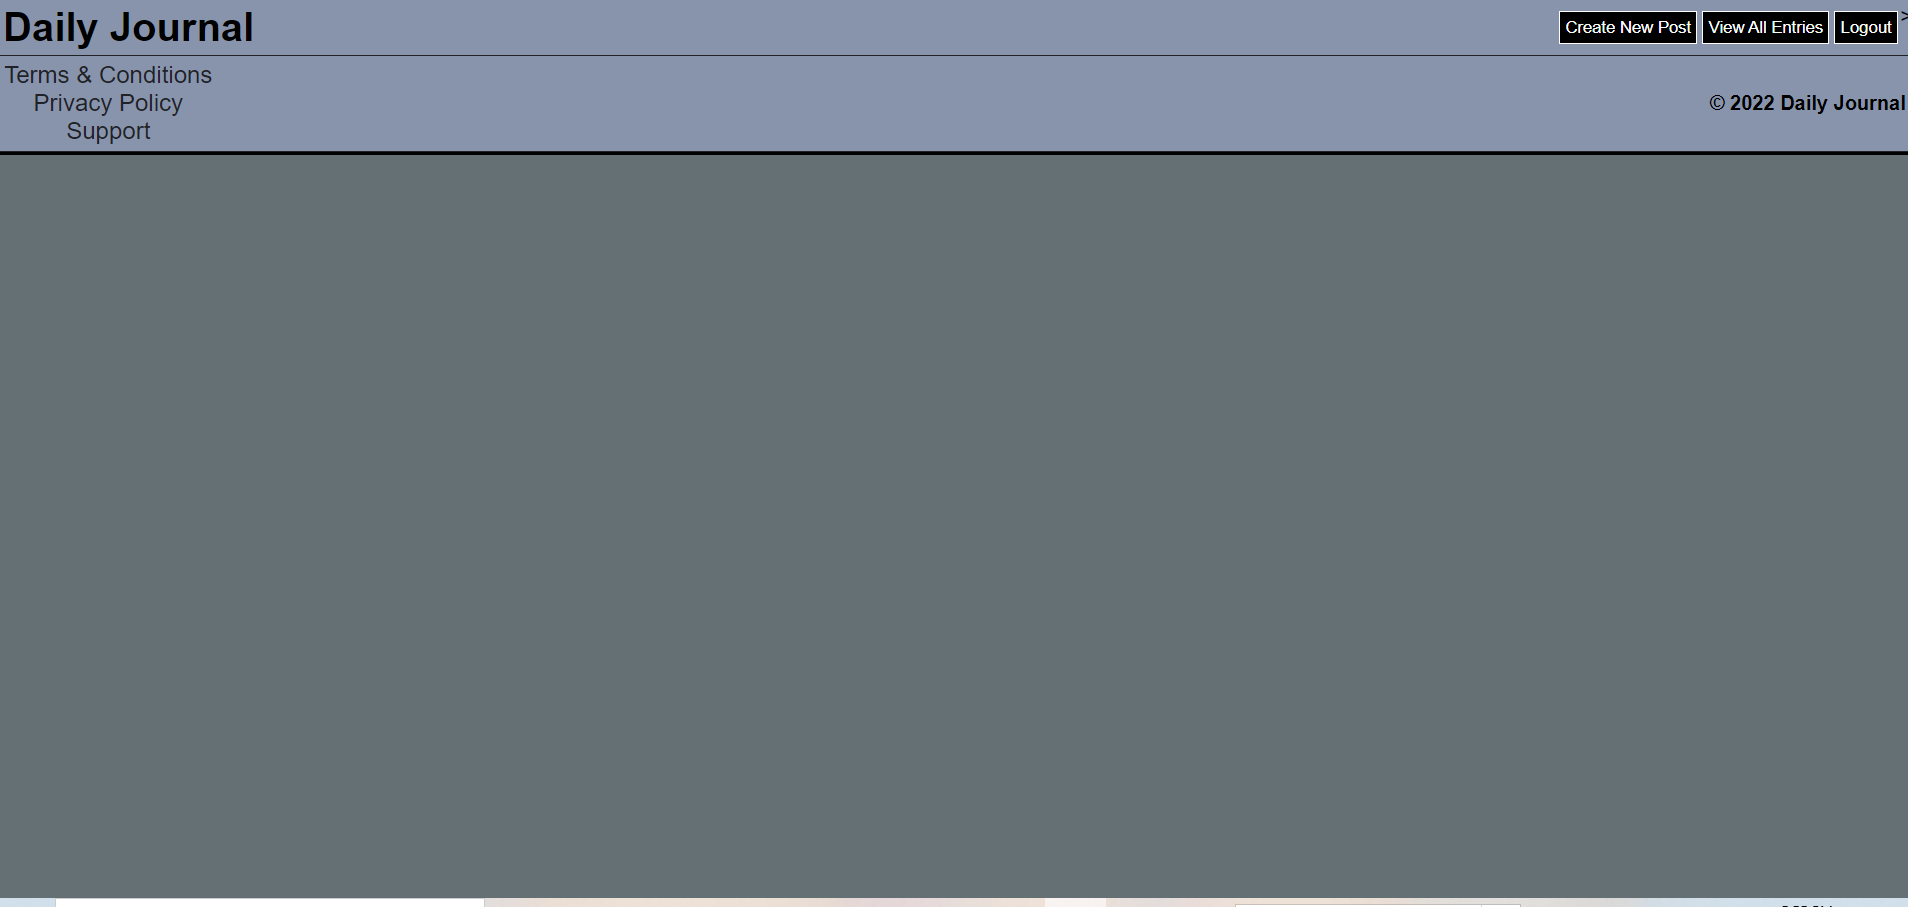 Daily Journal
Create New Post View All Entries Logout >
Terms & Conditions
Privacy Policy
Support
© 2022 Daily Journal